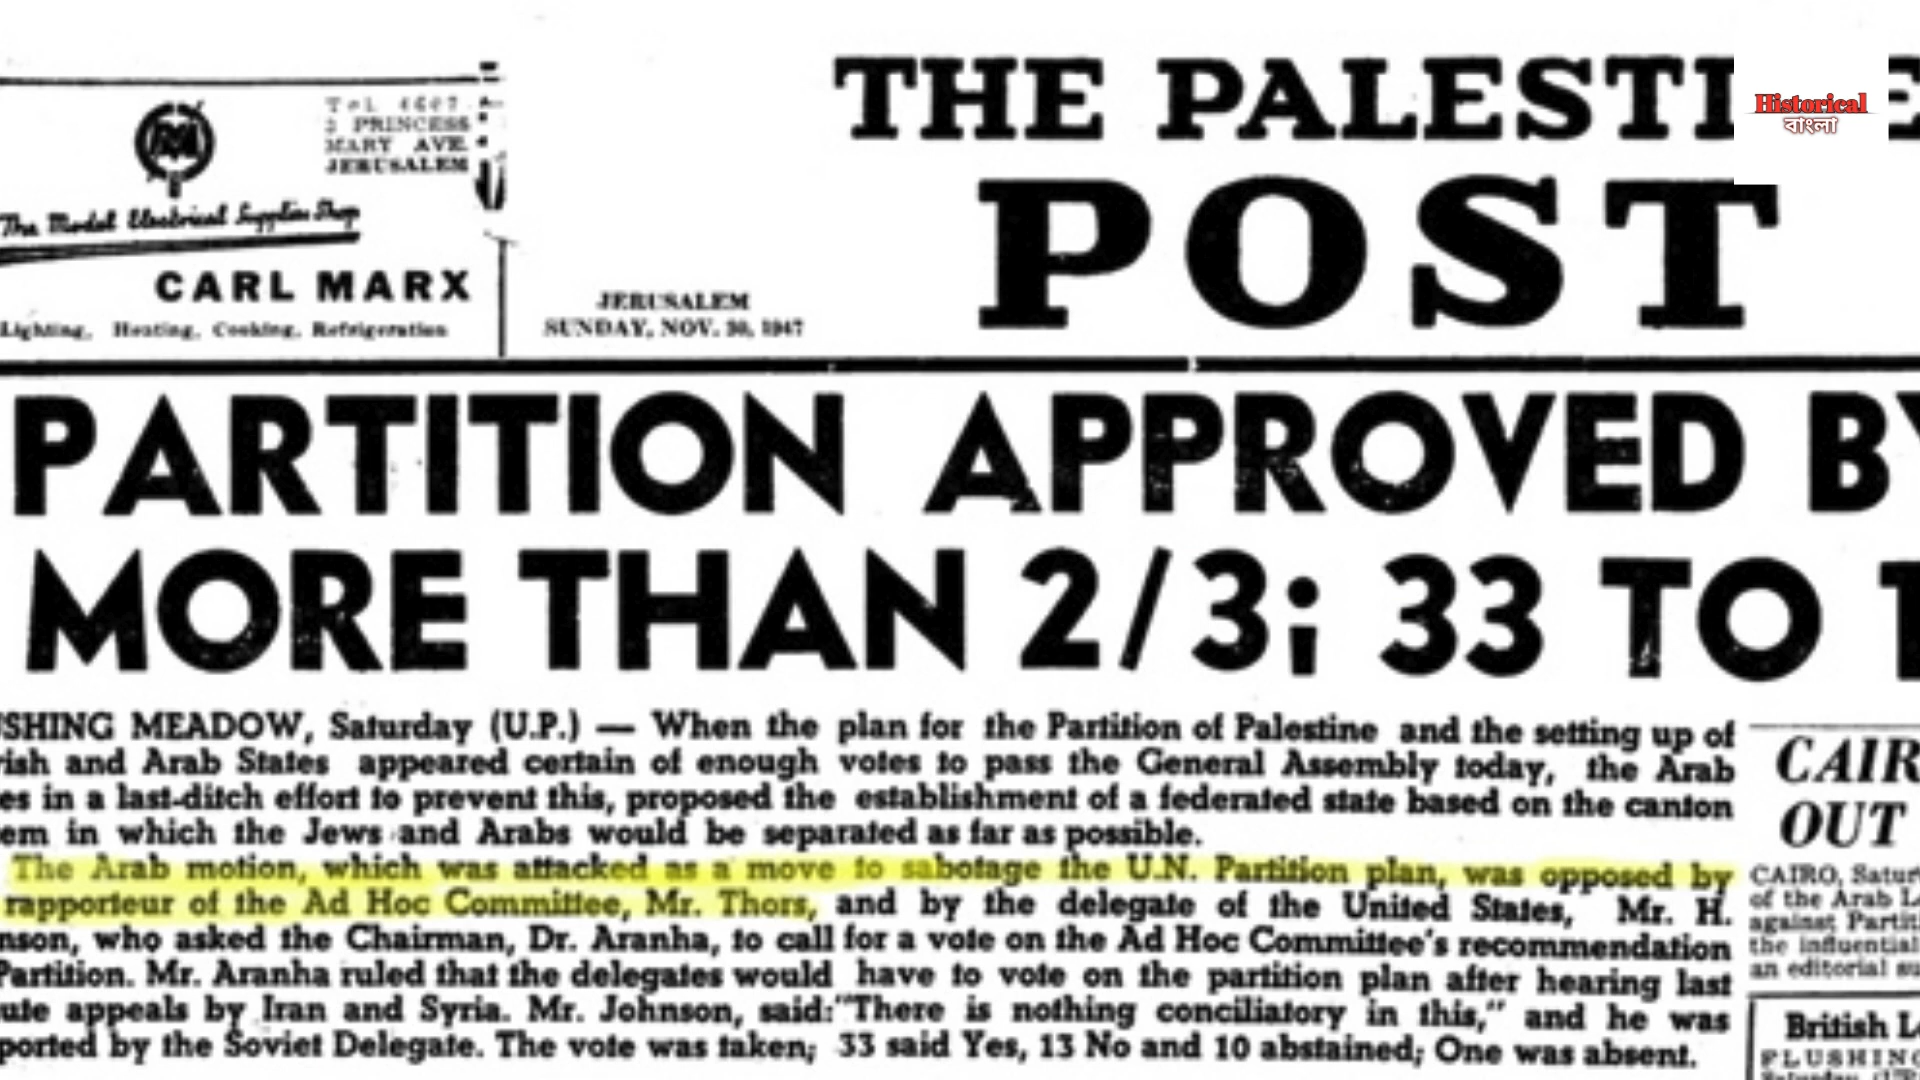 Tel. 4607
PRINCESS
MARY AVE.
JERUSALEM
The Model Electrical Supplies Shop
CARL MARX
Lighting, Heating, Cooking, Refrigeration
JERUSALEM
SUNDAY, NOV. 30, 1947
THE PALESTI E
POST
Historical
বাংলা
PARTITION APPROVED BY
MORE THAN 2/3; 33 TO 1
SHING MEADOW, Saturday (U.P.) — When the plan for the Partition of Palestine and the setting up of
ish and Arab States appeared certain of enough votes to pass the General Assembly today, the Arab
es in a last-ditch effort to prevent this, proposed the establishment of a federated state based on the canton
em in which the Jews and Arabs would be separated as far as possible.
The Arab motion, which was attacked as a move to sabotage the U.N. Partition plan, was opposed by
rapporteur of the Ad Hoc Committee, Mr. Thors, and by the delegate of the United States, Mr. H.
nson, who asked the Chairman, Dr. Aranha, to call for a vote on the Ad Hoc Committee's recommendation
Partition. Mr. Aranha ruled that the delegates would have to vote on the partition plan after hearing last
ute appeals by Iran and Syria. Mr. Johnson, said: "There is nothing conciliatory in this," and he was
ported by the Soviet Delegate. The vote was taken; 33 said Yes, 13 No and 10 abstained; One was absent.
CAIR
OUT
CAIRO, Satur
of the Arab L
against Partit
the influential
an editorial su
British L
FLUSHING